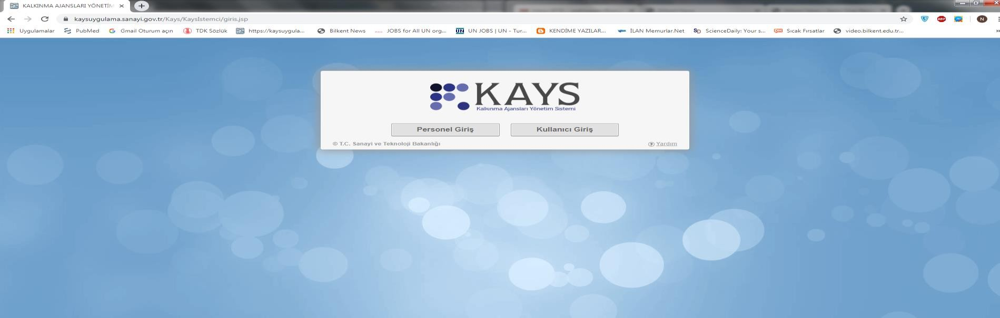 KALKINMA AJANSLARI YÖNETİM
kaysuygulama.sanayi.gov.tr/Kays/KaysIstemci/giris.jsp
ABP
N
Uygulamalar PubMed Gmail Oturum açın TDK Sözlük https://kaysuygula... Bilkent News JOBS for All UN org... UN UN JOBS | UN - Tur... KENDİME YAZILAR... İLAN Memurlar.Net SD ScienceDaily: Your s... Sıcak Fırsatlar video.bilkent.edu.tr... »
KAYS
Kalkınma Ajansları Yönetim Sistemi
Personel Giriş Kullanıcı Giriş
© T.C. Sanayi ve Teknoloji Bakanlığı ? Yardım